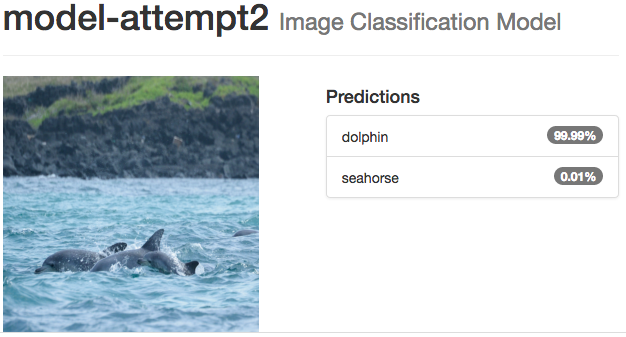 model-attempt2 Image Classification Model
Predictions
dolphin 99.99%
seahorse 0.01%